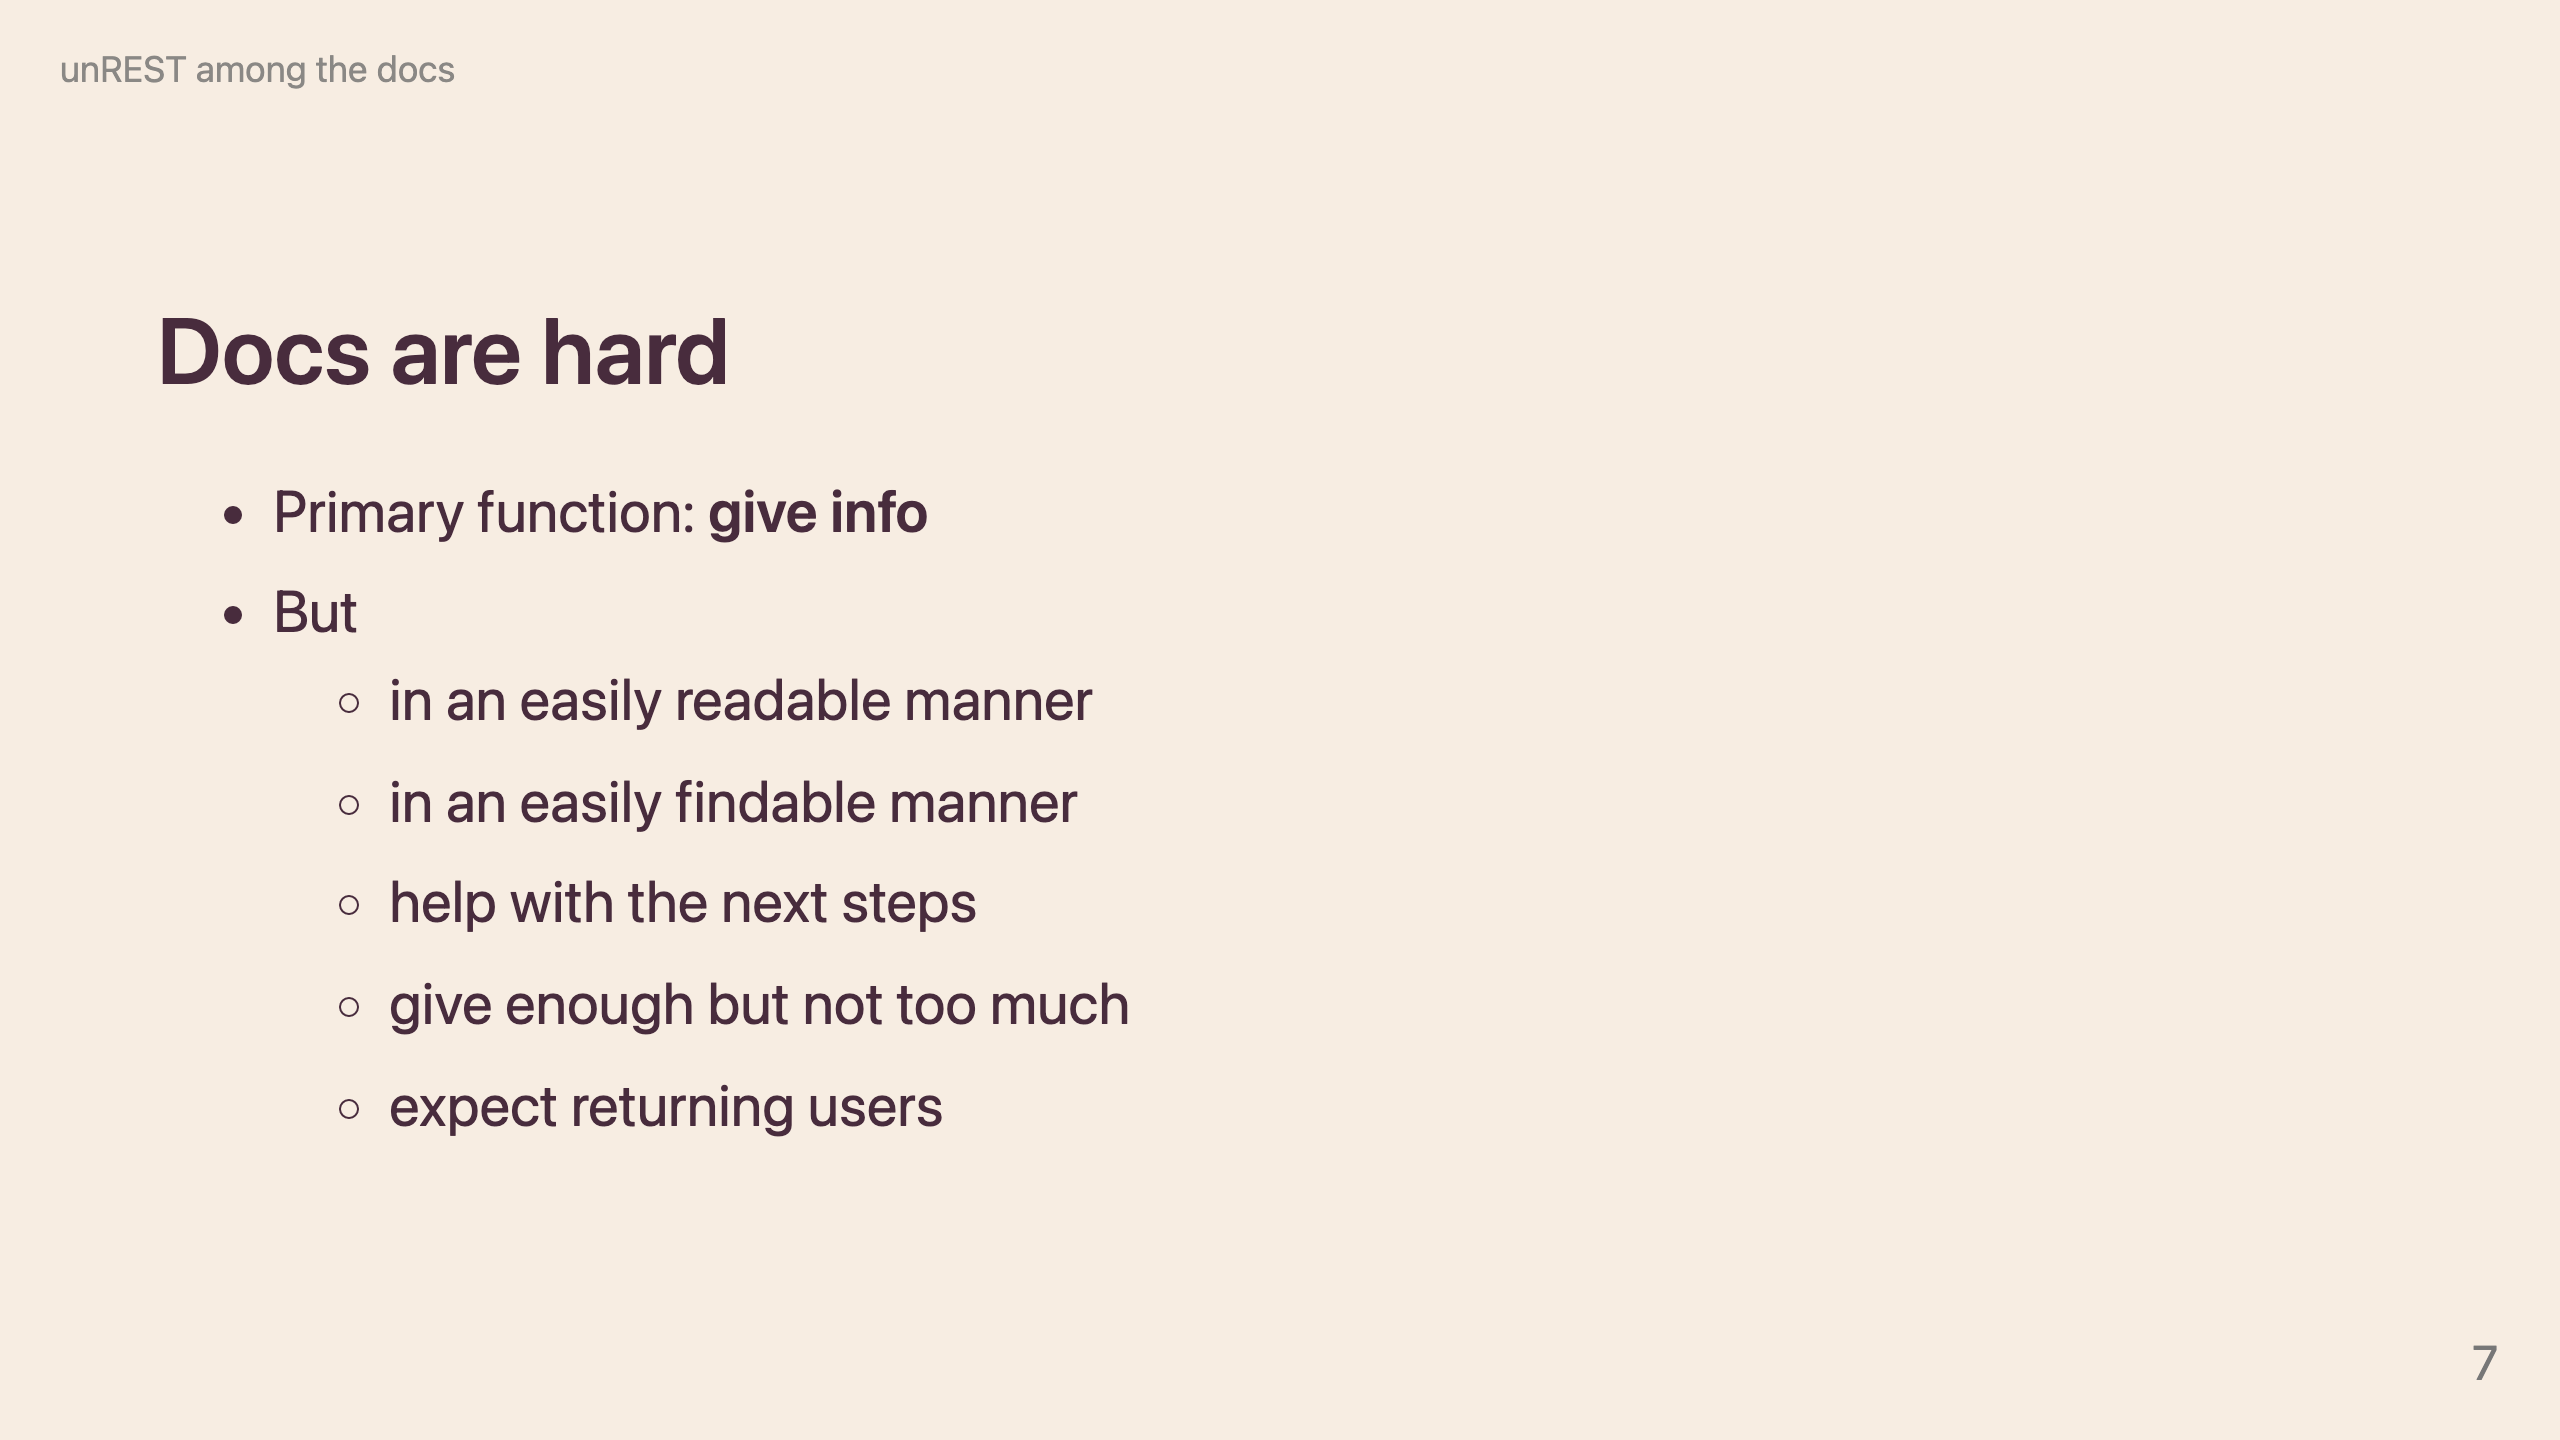 unREST among the docs
Docs are hard
• Primary function: give info
• But
○ in an easily readable manner
○ in an easily findable manner
○ help with the next steps
○ give enough but not too much
○ expect returning users
7